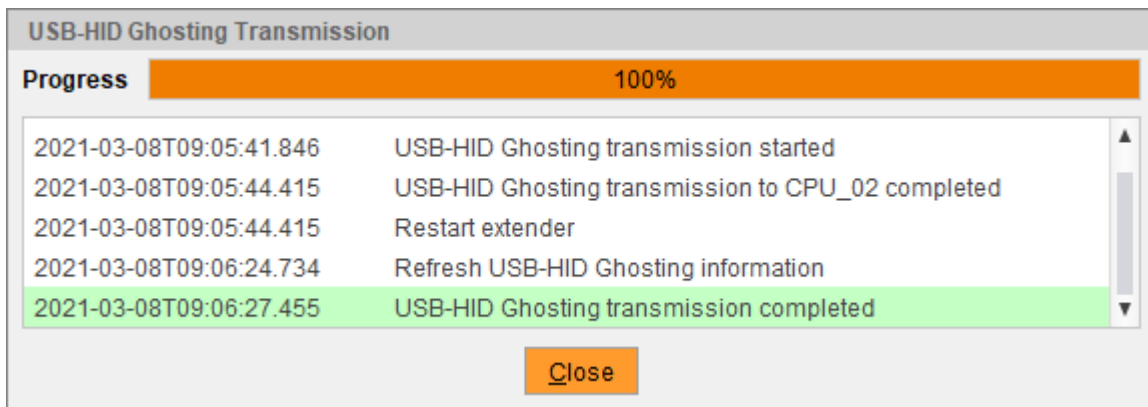 USB-HID Ghosting Transmission
Progress 100%
2021-03-08T09:05:41.846 USB-HID Ghosting transmission started
2021-03-08T09:05:44.415 USB-HID Ghosting transmission to CPU_02 completed
2021-03-08T09:05:44.415 Restart extender
2021-03-08T09:06:24.734 Refresh USB-HID Ghosting information
2021-03-08T09:06:27.455 USB-HID Ghosting transmission completed
Close